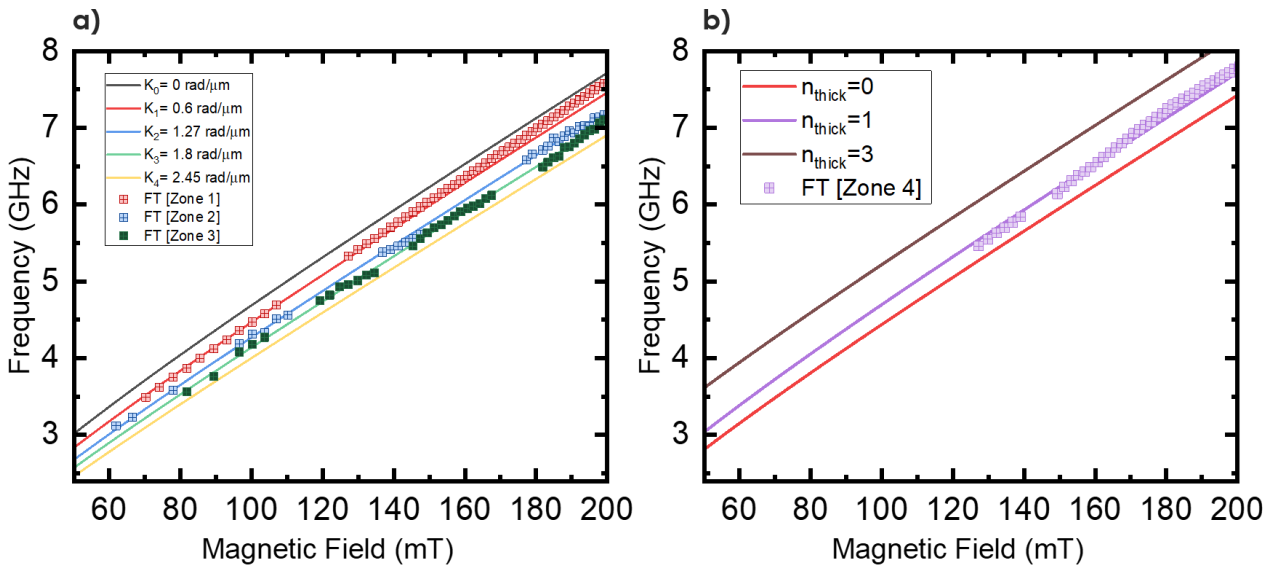 a)
8
7
6
5
4
3
Frequency (GHz)
K₀= 0 rad/μm
K₁= 0.6 rad/μm
K₂= 1.27 rad/μm
K₃= 1.8 rad/μm
K₄= 2.45 rad/μm
FT [Zone 1]
FT [Zone 2]
FT [Zone 3]
60 80 100 120 140 160 180 200
Magnetic Field (mT)
b)
8
7
6
5
4
3
Frequency (GHz)
n_thick=0
n_thick=1
n_thick=3
FT [Zone 4]
60 80 100 120 140 160 180 200
Magnetic Field (mT)